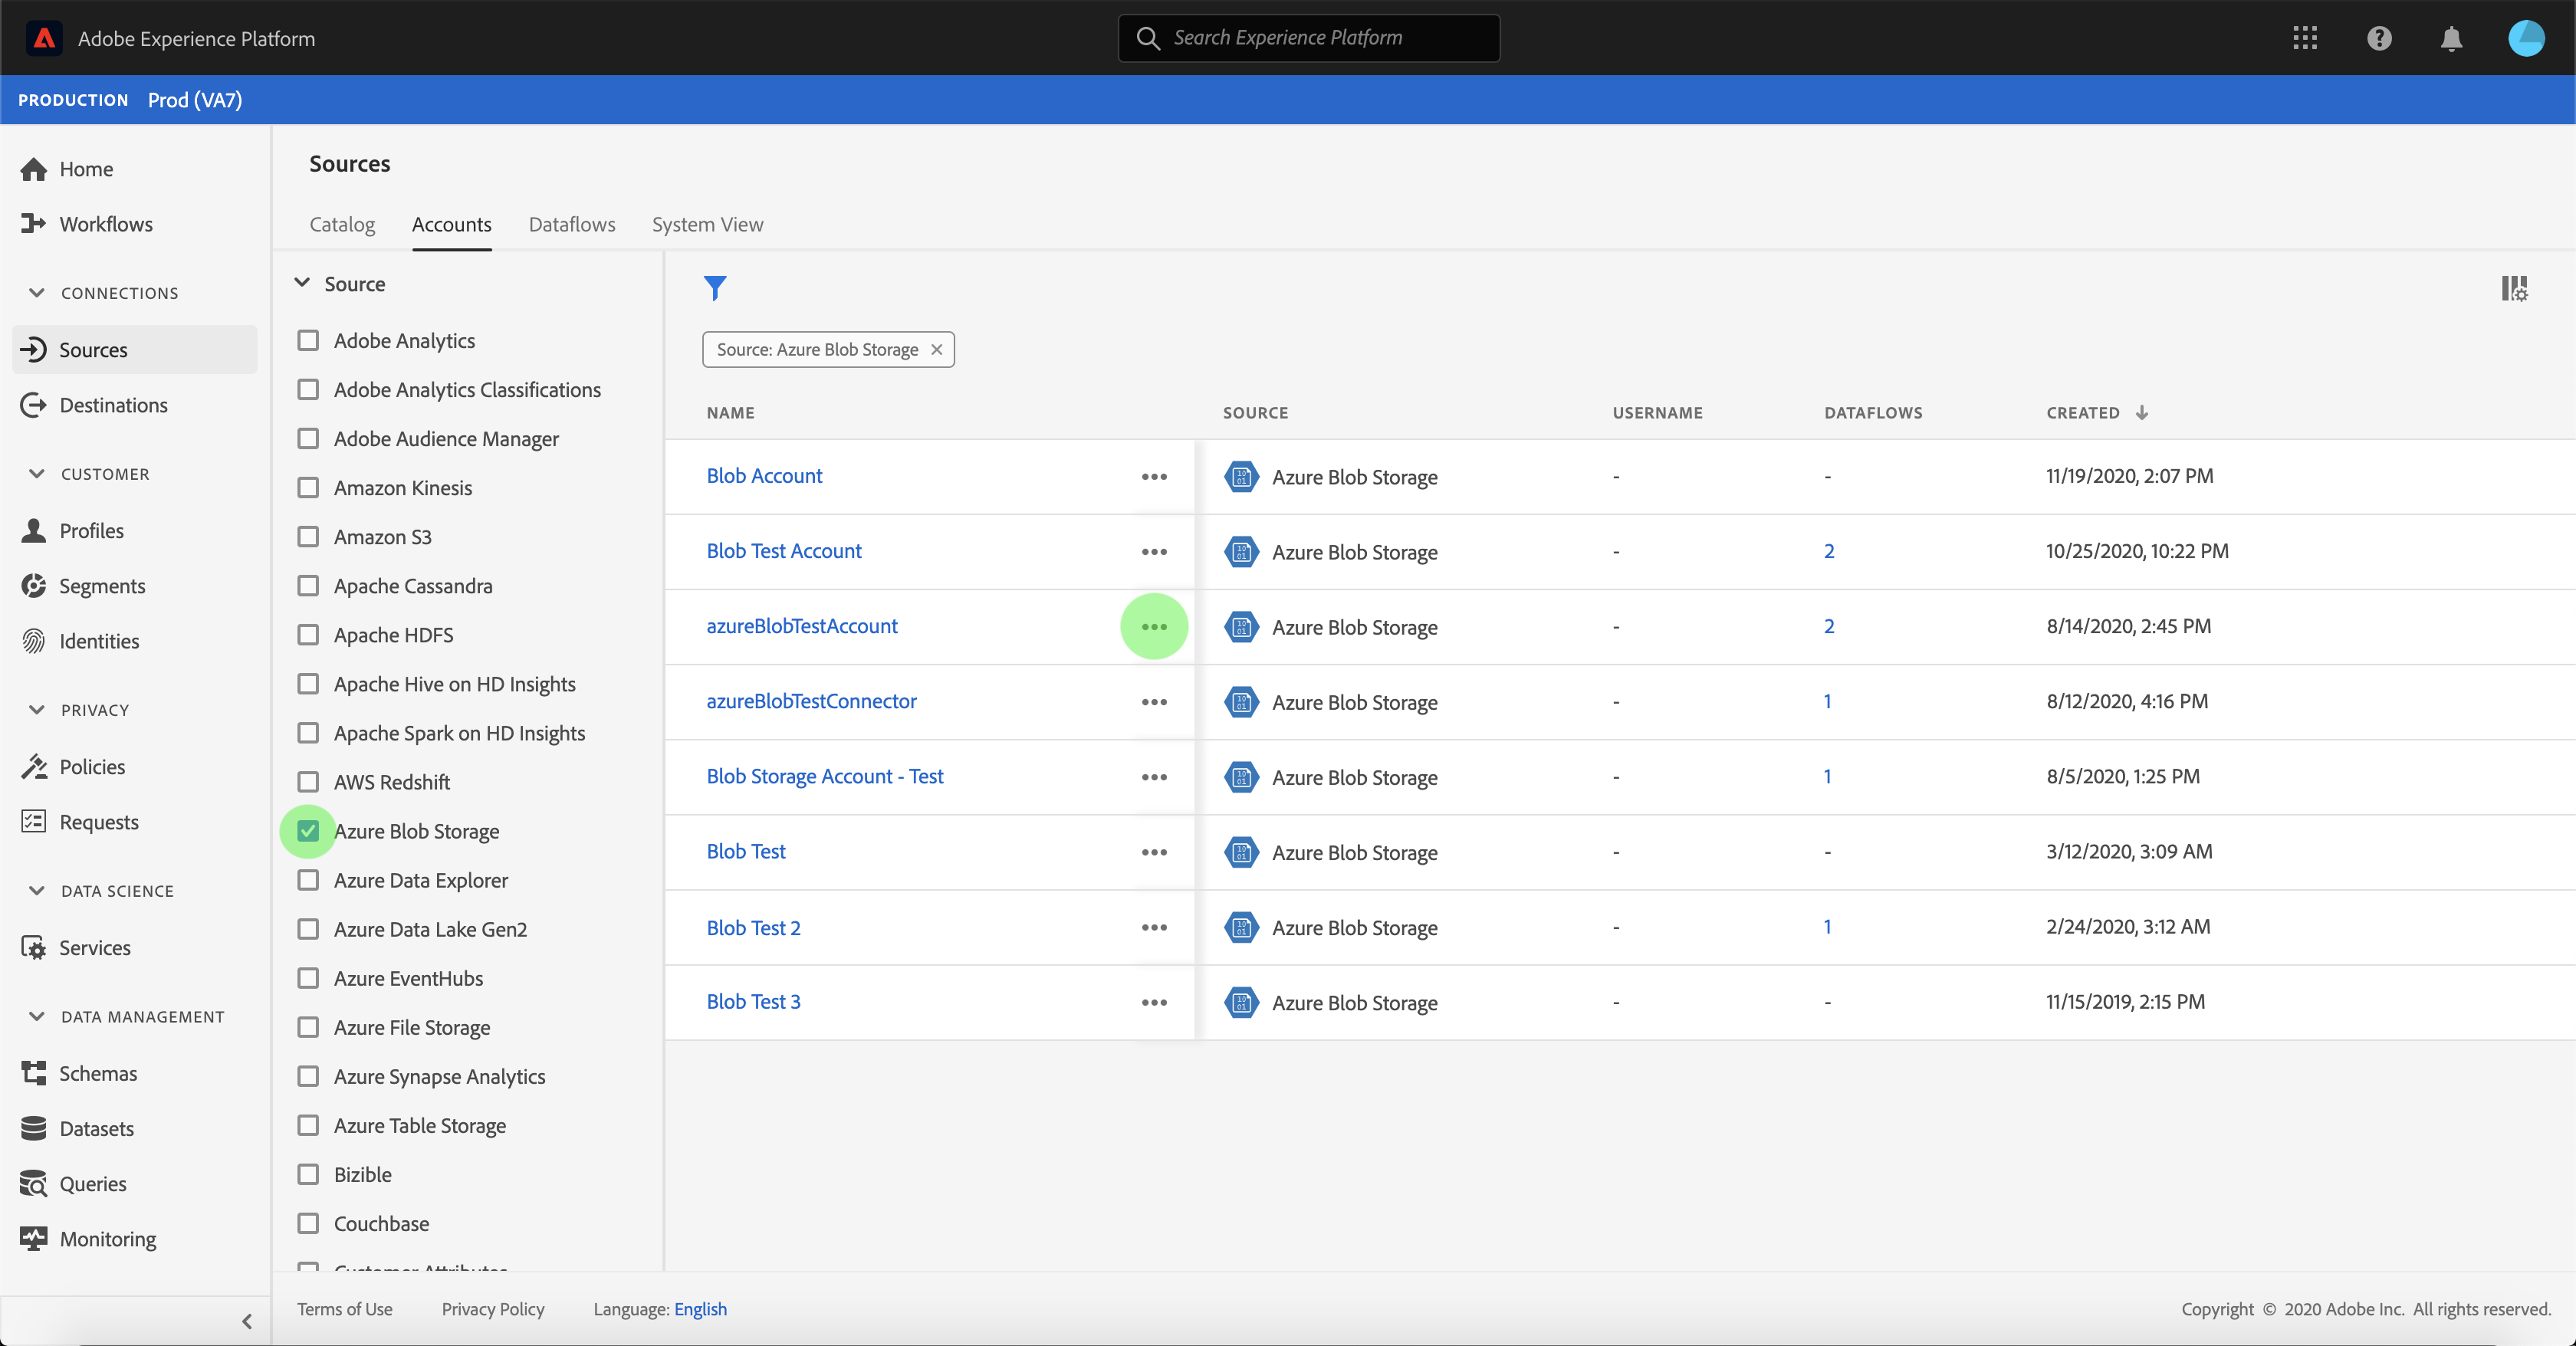 Adobe Experience Platform
Search Experience Platform
PRODUCTION Prod (VA7)
Home
Workflows
CONNECTIONS
Sources
Destinations
CUSTOMER
Profiles
Segments
Identities
PRIVACY
Policies
Requests
DATA SCIENCE
Services
DATA MANAGEMENT
Schemas
Datasets
Queries
Monitoring
Sources
Catalog Accounts Dataflows System View
Source
Adobe Analytics
Adobe Analytics Classifications
Adobe Audience Manager
Amazon Kinesis
Amazon S3
Apache Cassandra
Apache HDFS
Apache Hive on HD Insights
Apache Spark on HD Insights
AWS Redshift
Azure Blob Storage
Azure Data Explorer
Azure Data Lake Gen2
Azure EventHubs
Azure File Storage
Azure Synapse Analytics
Azure Table Storage
Bizible
Couchbase
Customer Attributes
Source: Azure Blob Storage
NAME SOURCE USERNAME DATAFLOWS CREATED
Blob Account Azure Blob Storage - - 11/19/2020, 2:07 PM
Blob Test Account Azure Blob Storage - 2 10/25/2020, 10:22 PM
azureBlobTestAccount Azure Blob Storage - 2 8/14/2020, 2:45 PM
azureBlobTestConnector Azure Blob Storage - 1 8/12/2020, 4:16 PM
Blob Storage Account - Test Azure Blob Storage - 1 8/5/2020, 1:25 PM
Blob Test Azure Blob Storage - - 3/12/2020, 3:09 AM
Blob Test 2 Azure Blob Storage - 1 2/24/2020, 3:12 AM
Blob Test 3 Azure Blob Storage - - 11/15/2019, 2:15 PM
Terms of Use Privacy Policy Language: English
Copyright © 2020 Adobe Inc. All rights reserved.